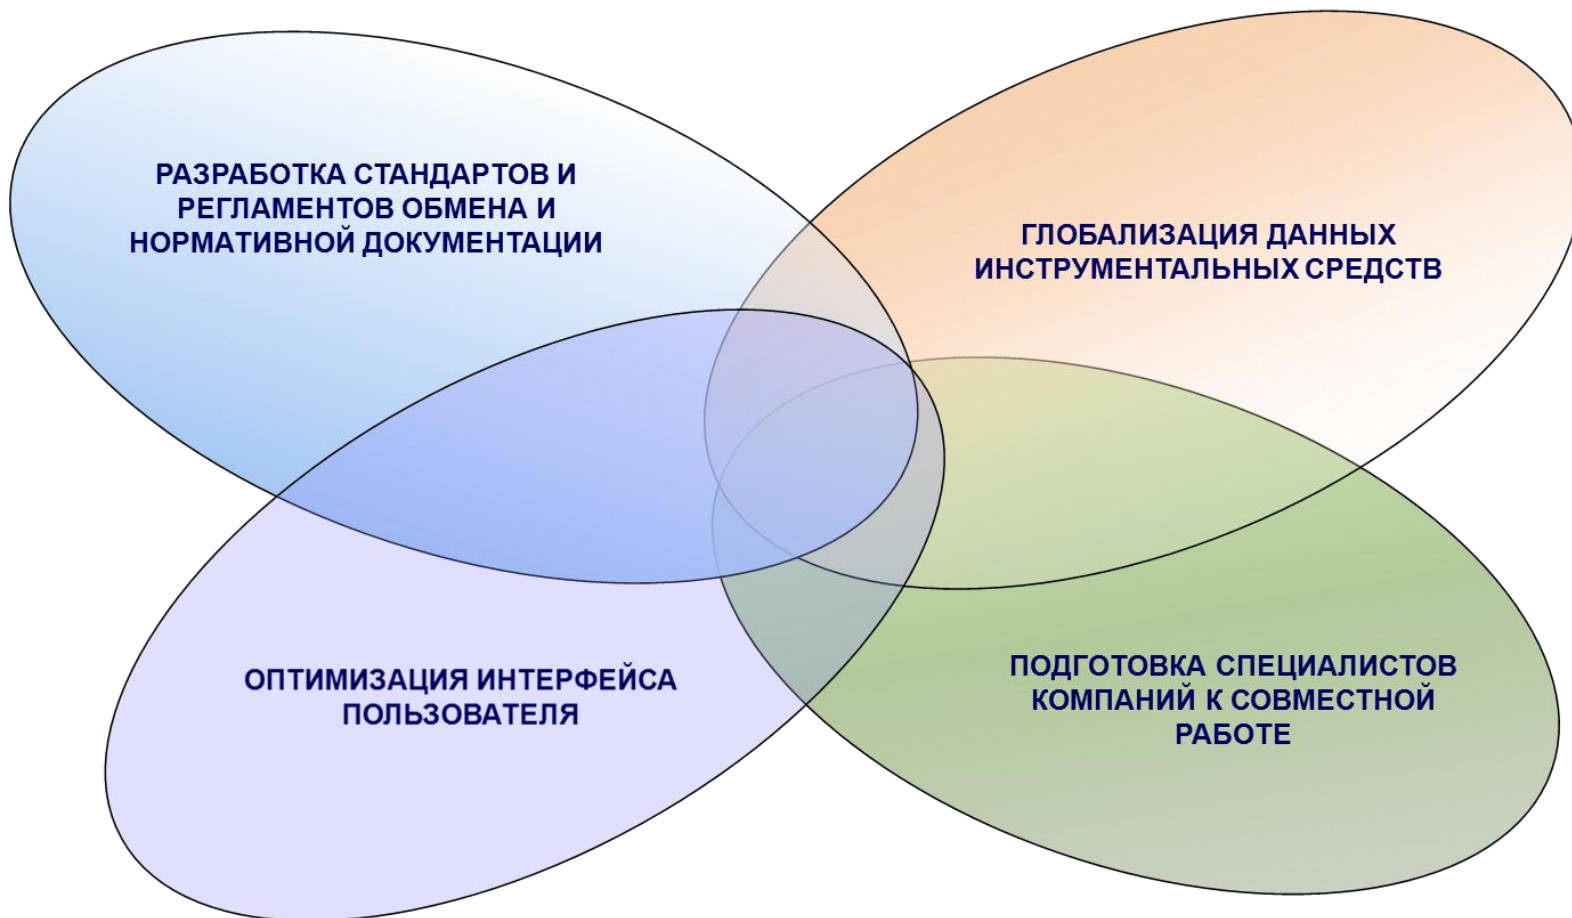 РАЗРАБОТКА СТАНДАРТОВ И
РЕГЛАМЕНТОВ ОБМЕНА И
НОРМАТИВНОЙ ДОКУМЕНТАЦИИ
ГЛОБАЛИЗАЦИЯ ДАННЫХ
ИНСТРУМЕНТАЛЬНЫХ СРЕДСТВ
ОПТИМИЗАЦИЯ ИНТЕРФЕЙСА
ПОЛЬЗОВАТЕЛЯ
ПОДГОТОВКА СПЕЦИАЛИСТОВ
КОМПАНИЙ К СОВМЕСТНОЙ
РАБОТЕ